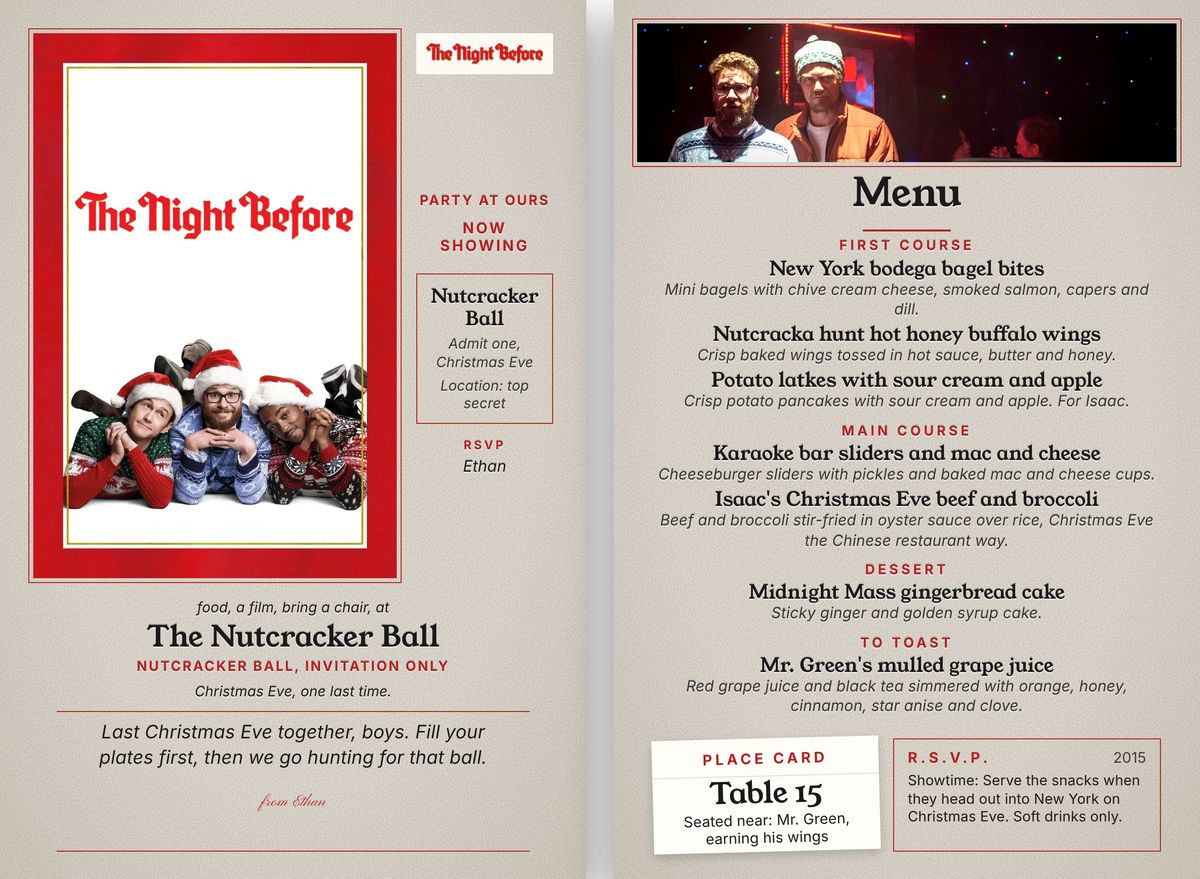 The Night Before
The Night Before
PARTY AT OURS
NOW
SHOWING
Nutcracker
Ball
Admit one,
Christmas Eve
Location: top
secret
RSVP
Ethan
food, a film, bring a chair, at
The Nutcracker Ball
NUTCRACKER BALL, INVITATION ONLY
Christmas Eve, one last time.
Last Christmas Eve together, boys. Fill your
plates first, then we go hunting for that ball.
from Ethan
Menu
FIRST COURSE
New York bodega bagel bites
Mini bagels with chive cream cheese, smoked salmon, capers and
dill.
Nutcracka hunt hot honey buffalo wings
Crisp baked wings tossed in hot sauce, butter and honey.
Potato latkes with sour cream and apple
Crisp potato pancakes with sour cream and apple. For Isaac.
MAIN COURSE
Karaoke bar sliders and mac and cheese
Cheeseburger sliders with pickles and baked mac and cheese cups.
Isaac's Christmas Eve beef and broccoli
Beef and broccoli stir-fried in oyster sauce over rice, Christmas Eve
the Chinese restaurant way.
DESSERT
Midnight Mass gingerbread cake
Sticky ginger and golden syrup cake.
TO TOAST
Mr. Green's mulled grape juice
Red grape juice and black tea simmered with orange, honey,
cinnamon, star anise and clove.
PLACE CARD
Table 15
Seated near: Mr. Green,
earning his wings
R.S.V.P. 2015
Showtime: Serve the snacks when
they head out into New York on
Christmas Eve. Soft drinks only.